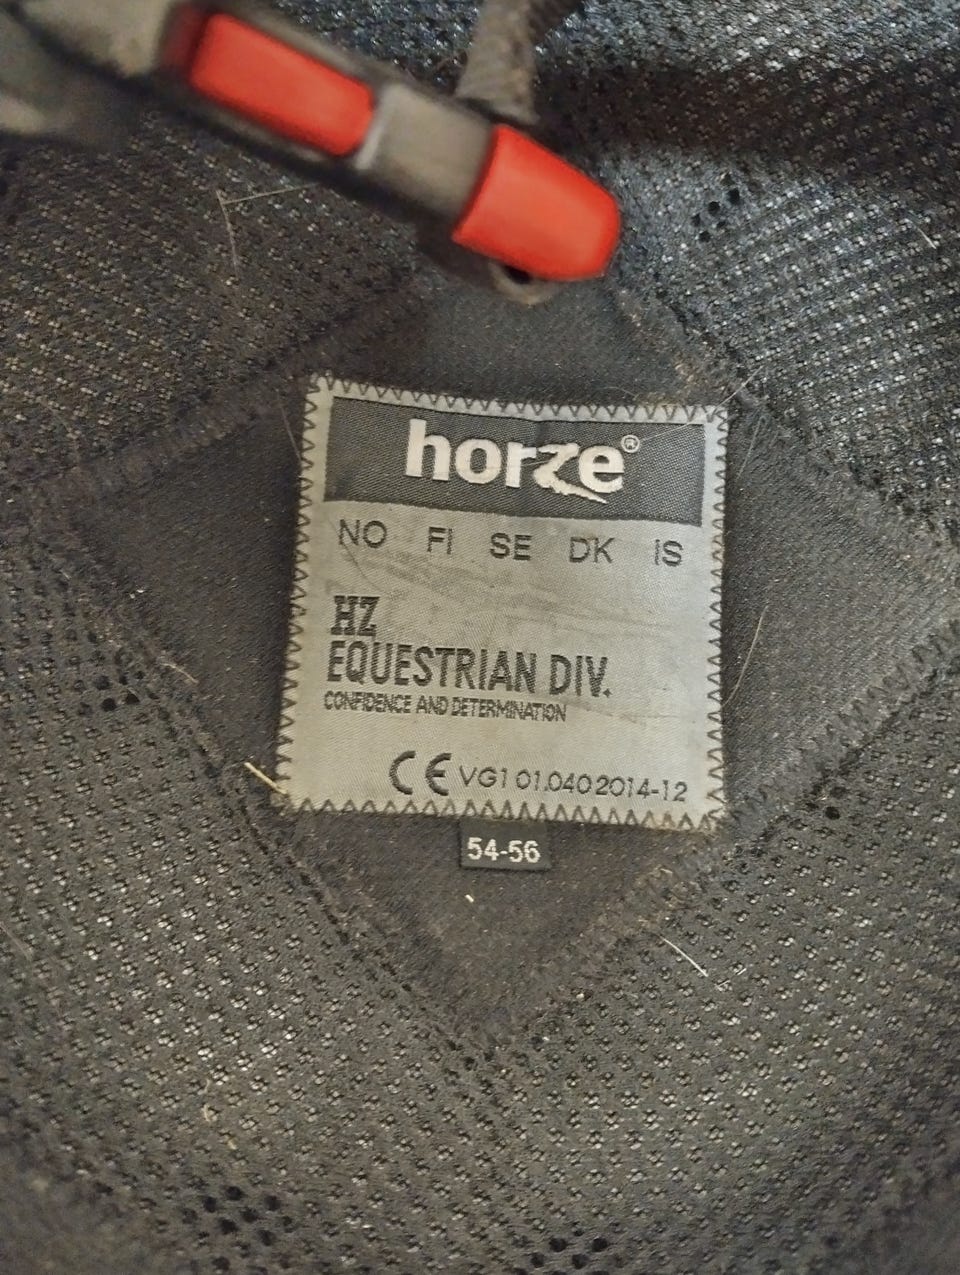 horze®
NO FI SE DK IS
HZ
EQUESTRIAN DIV.
CONFIDENCE AND DETERMINATION
CE VG1 01.040 2014-12
54-56